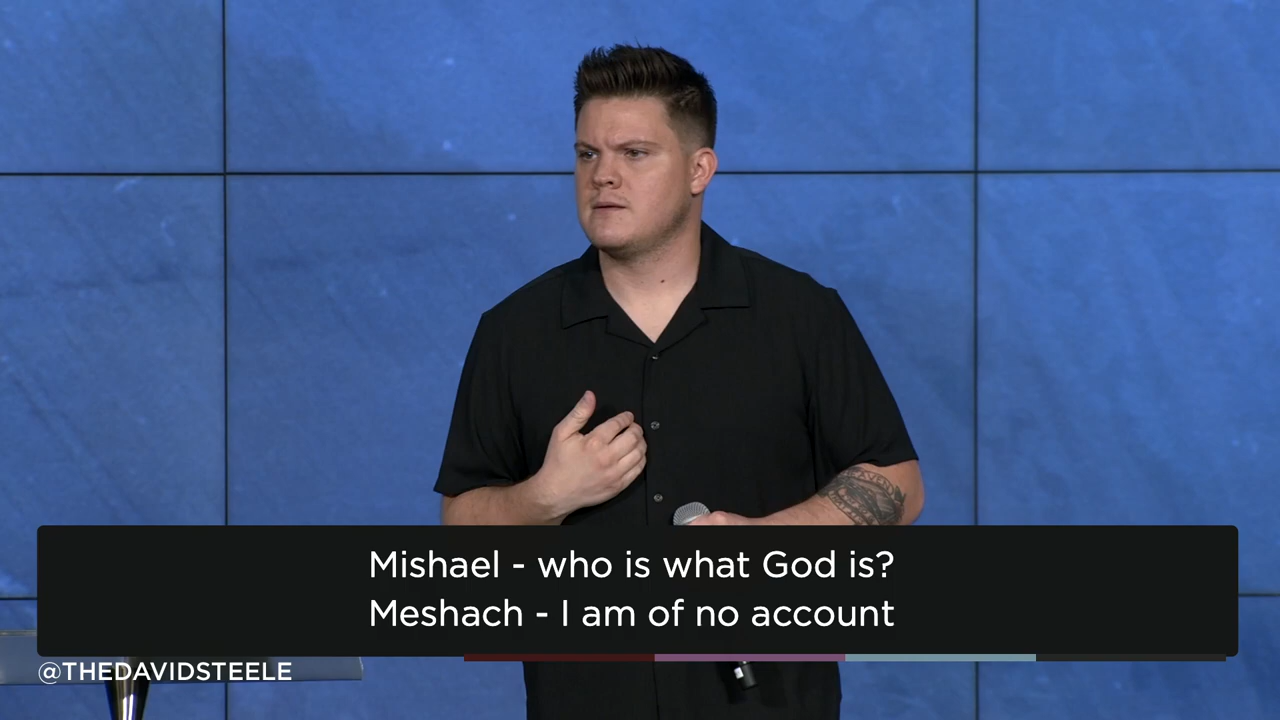 Mishael - who is what God is?
Meshach - I am of no account
@THEDAVIDSTEELE